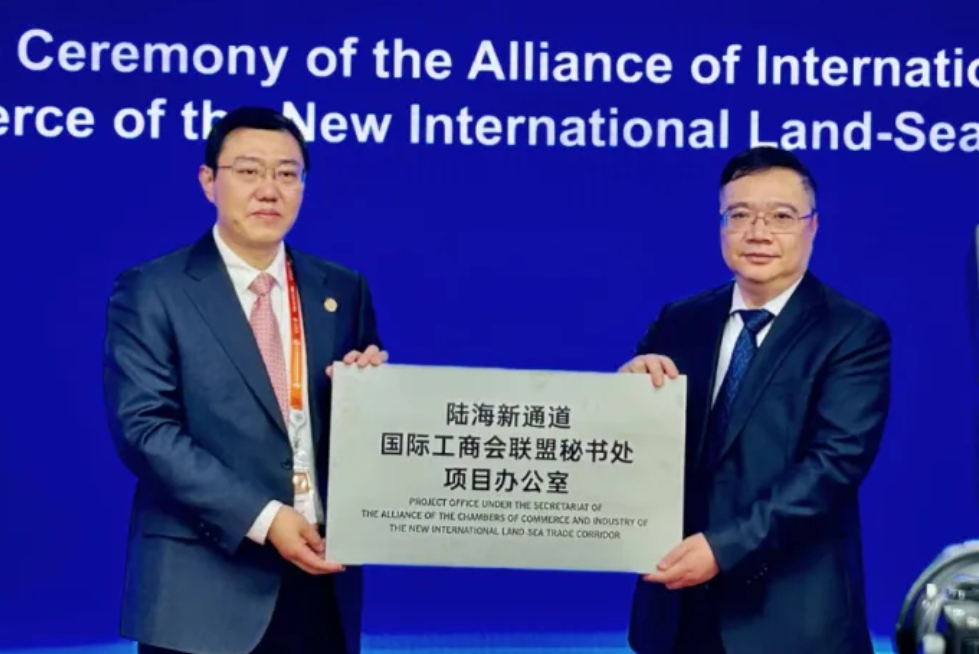 Ceremony of the Alliance of Internatio
erce of the New International Land-Sea
陆海新通道
国际工商会联盟秘书处
项目办公室
PROJECT OFFICE UNDER THE SECRETARIAT OF
THE ALLIANCE OF THE CHAMBERS OF COMMERCE AND INDUSTRY OF
THE NEW INTERNATIONAL LAND-SEA TRADE CORRIDOR